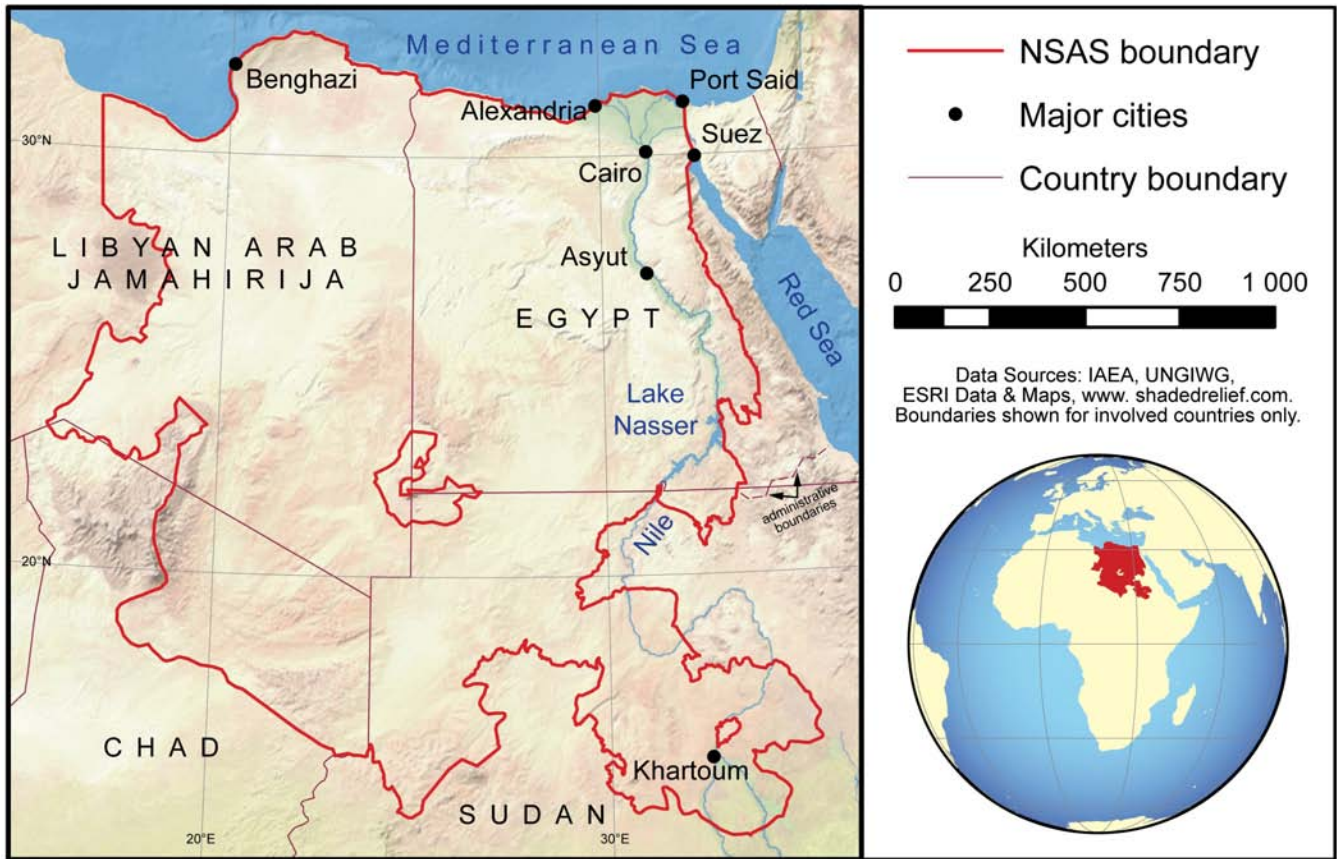 Mediterranean Sea
Benghazi
Alexandria
Port Said
Suez
30°N
Cairo
LIBYAN ARAB
JAMAHIRIJA
Asyut
EGYPT
Red Sea
Lake
Nasser
administrative
boundaries
Nile
20°N
CHAD
Khartoum
SUDAN
20°E
30°E
NSAS boundary
Major cities
Country boundary
Kilometers
0 250 500 750 1 000
Data Sources: IAEA, UNGIWG,
ESRI Data & Maps, www. shadedrelief.com.
Boundaries shown for involved countries only.